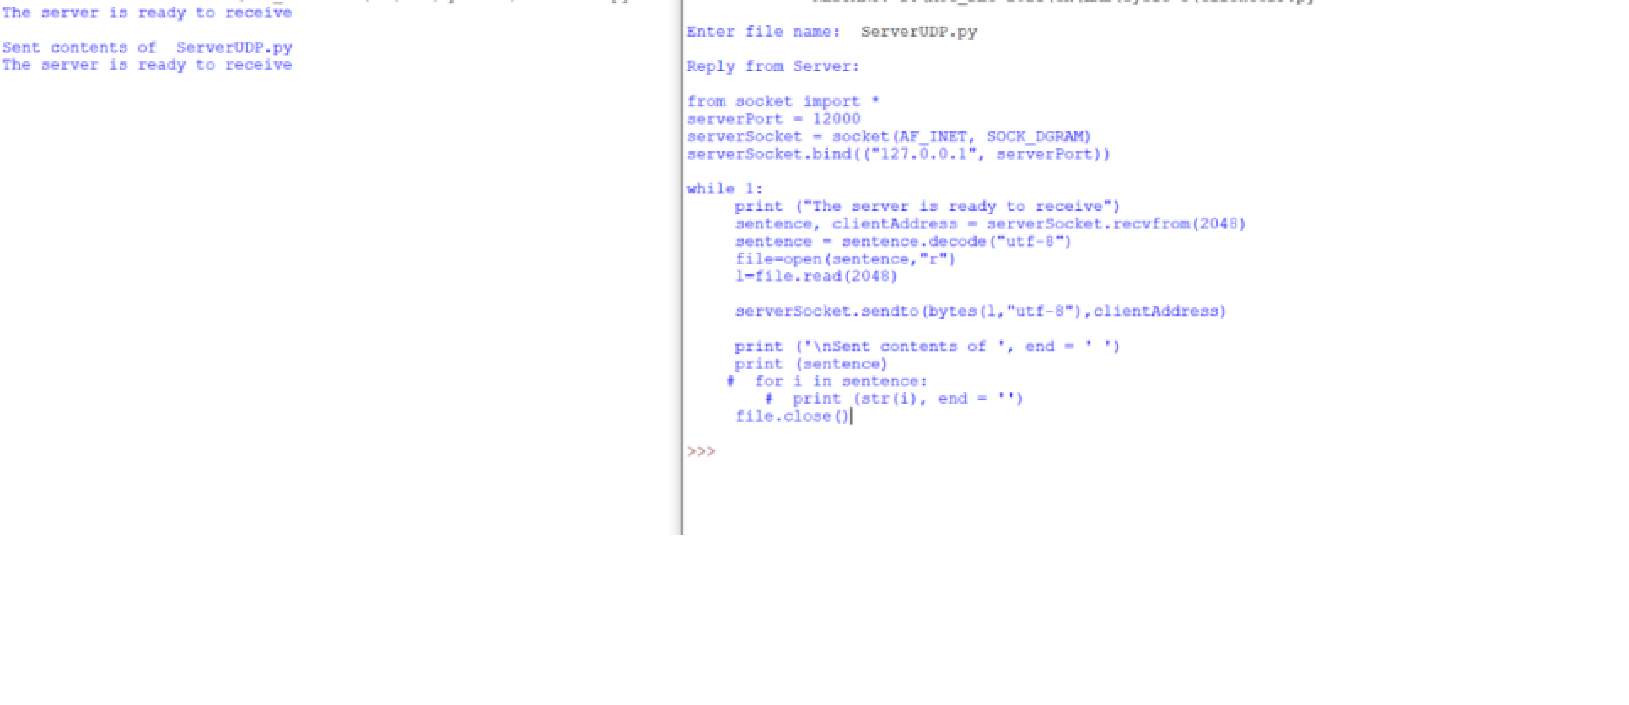 The server is ready to receive
Sent contents of  ServerUDP.py
The server is ready to receive
Enter file name:  ServerUDP.py
Reply from Server:
from socket import *
serverPort = 12000
serverSocket = socket(AF_INET, SOCK_DGRAM)
serverSocket.bind(("127.0.0.1", serverPort))
while 1:
     print ("The server is ready to receive")
     sentence, clientAddress = serverSocket.recvfrom(2048)
     sentence = sentence.decode("utf-8")
     file=open(sentence,"r")
     l=file.read(2048)
     serverSocket.sendto(bytes(l,"utf-8"),clientAddress)
     print ('\nSent contents of ', end = ' ')
     print (sentence)
    #  for i in sentence:
        #  print (str(i), end = '')
     file.close()
>>>